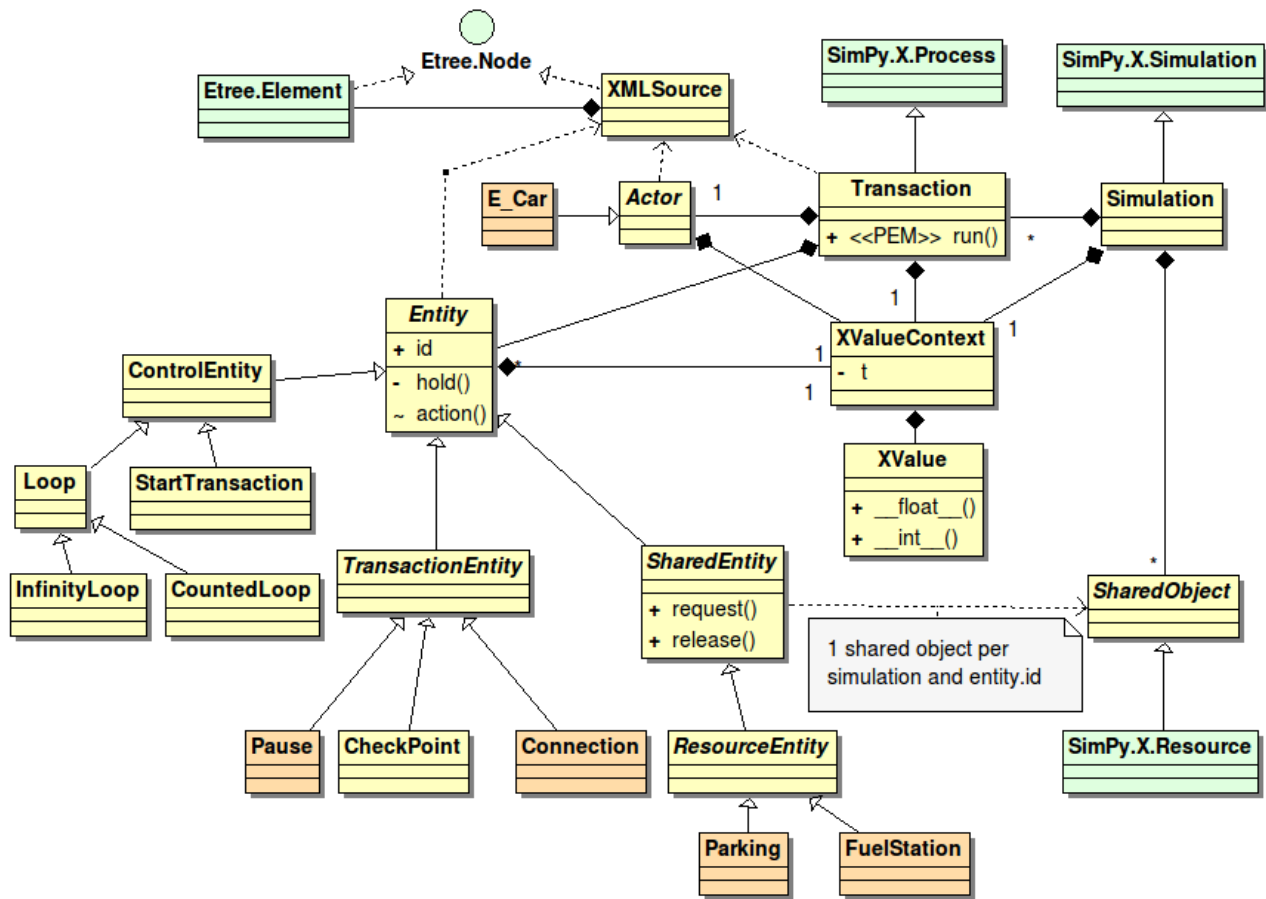 Etree.Node
SimPy.X.Process
SimPy.X.Simulation
Etree.Element
XMLSource
E_Car
Actor
1
Transaction
+ <<PEM>> run()
*
Simulation
Entity
+ id
- hold()
~ action()
*
1
1
1
1
XValueContext
- t
ControlEntity
Loop
StartTransaction
XValue
+ __float__()
+ __int__()
InfinityLoop
CountedLoop
TransactionEntity
SharedEntity
+ request()
+ release()
*
SharedObject
1 shared object per
simulation and entity.id
Pause
CheckPoint
Connection
ResourceEntity
SimPy.X.Resource
Parking
FuelStation